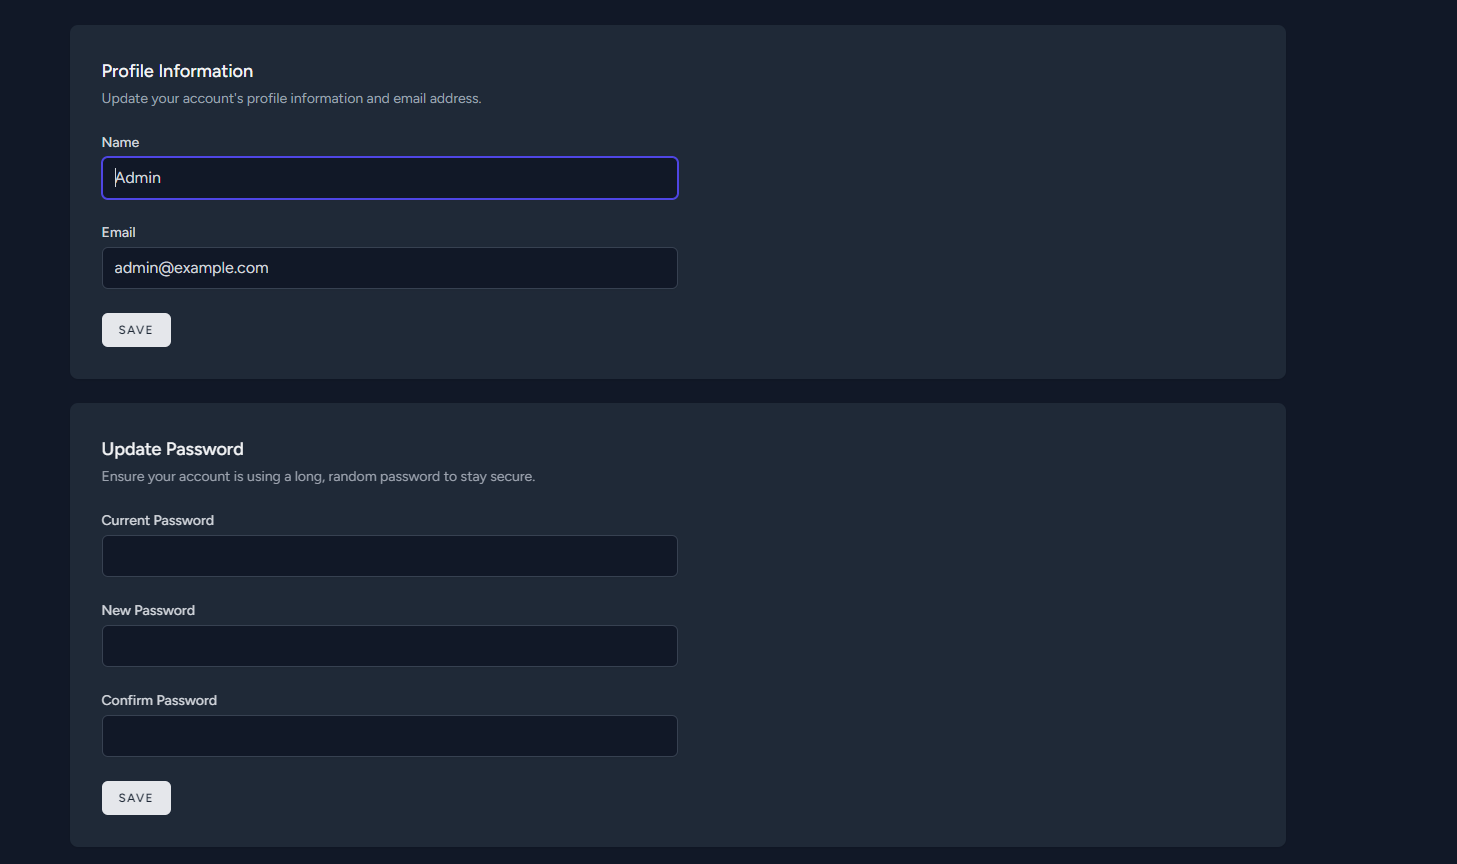 Profile Information
Update your account's profile information and email address.
Name
Admin
Email
admin@example.com
SAVE
Update Password
Ensure your account is using a long, random password to stay secure.
Current Password
New Password
Confirm Password
SAVE